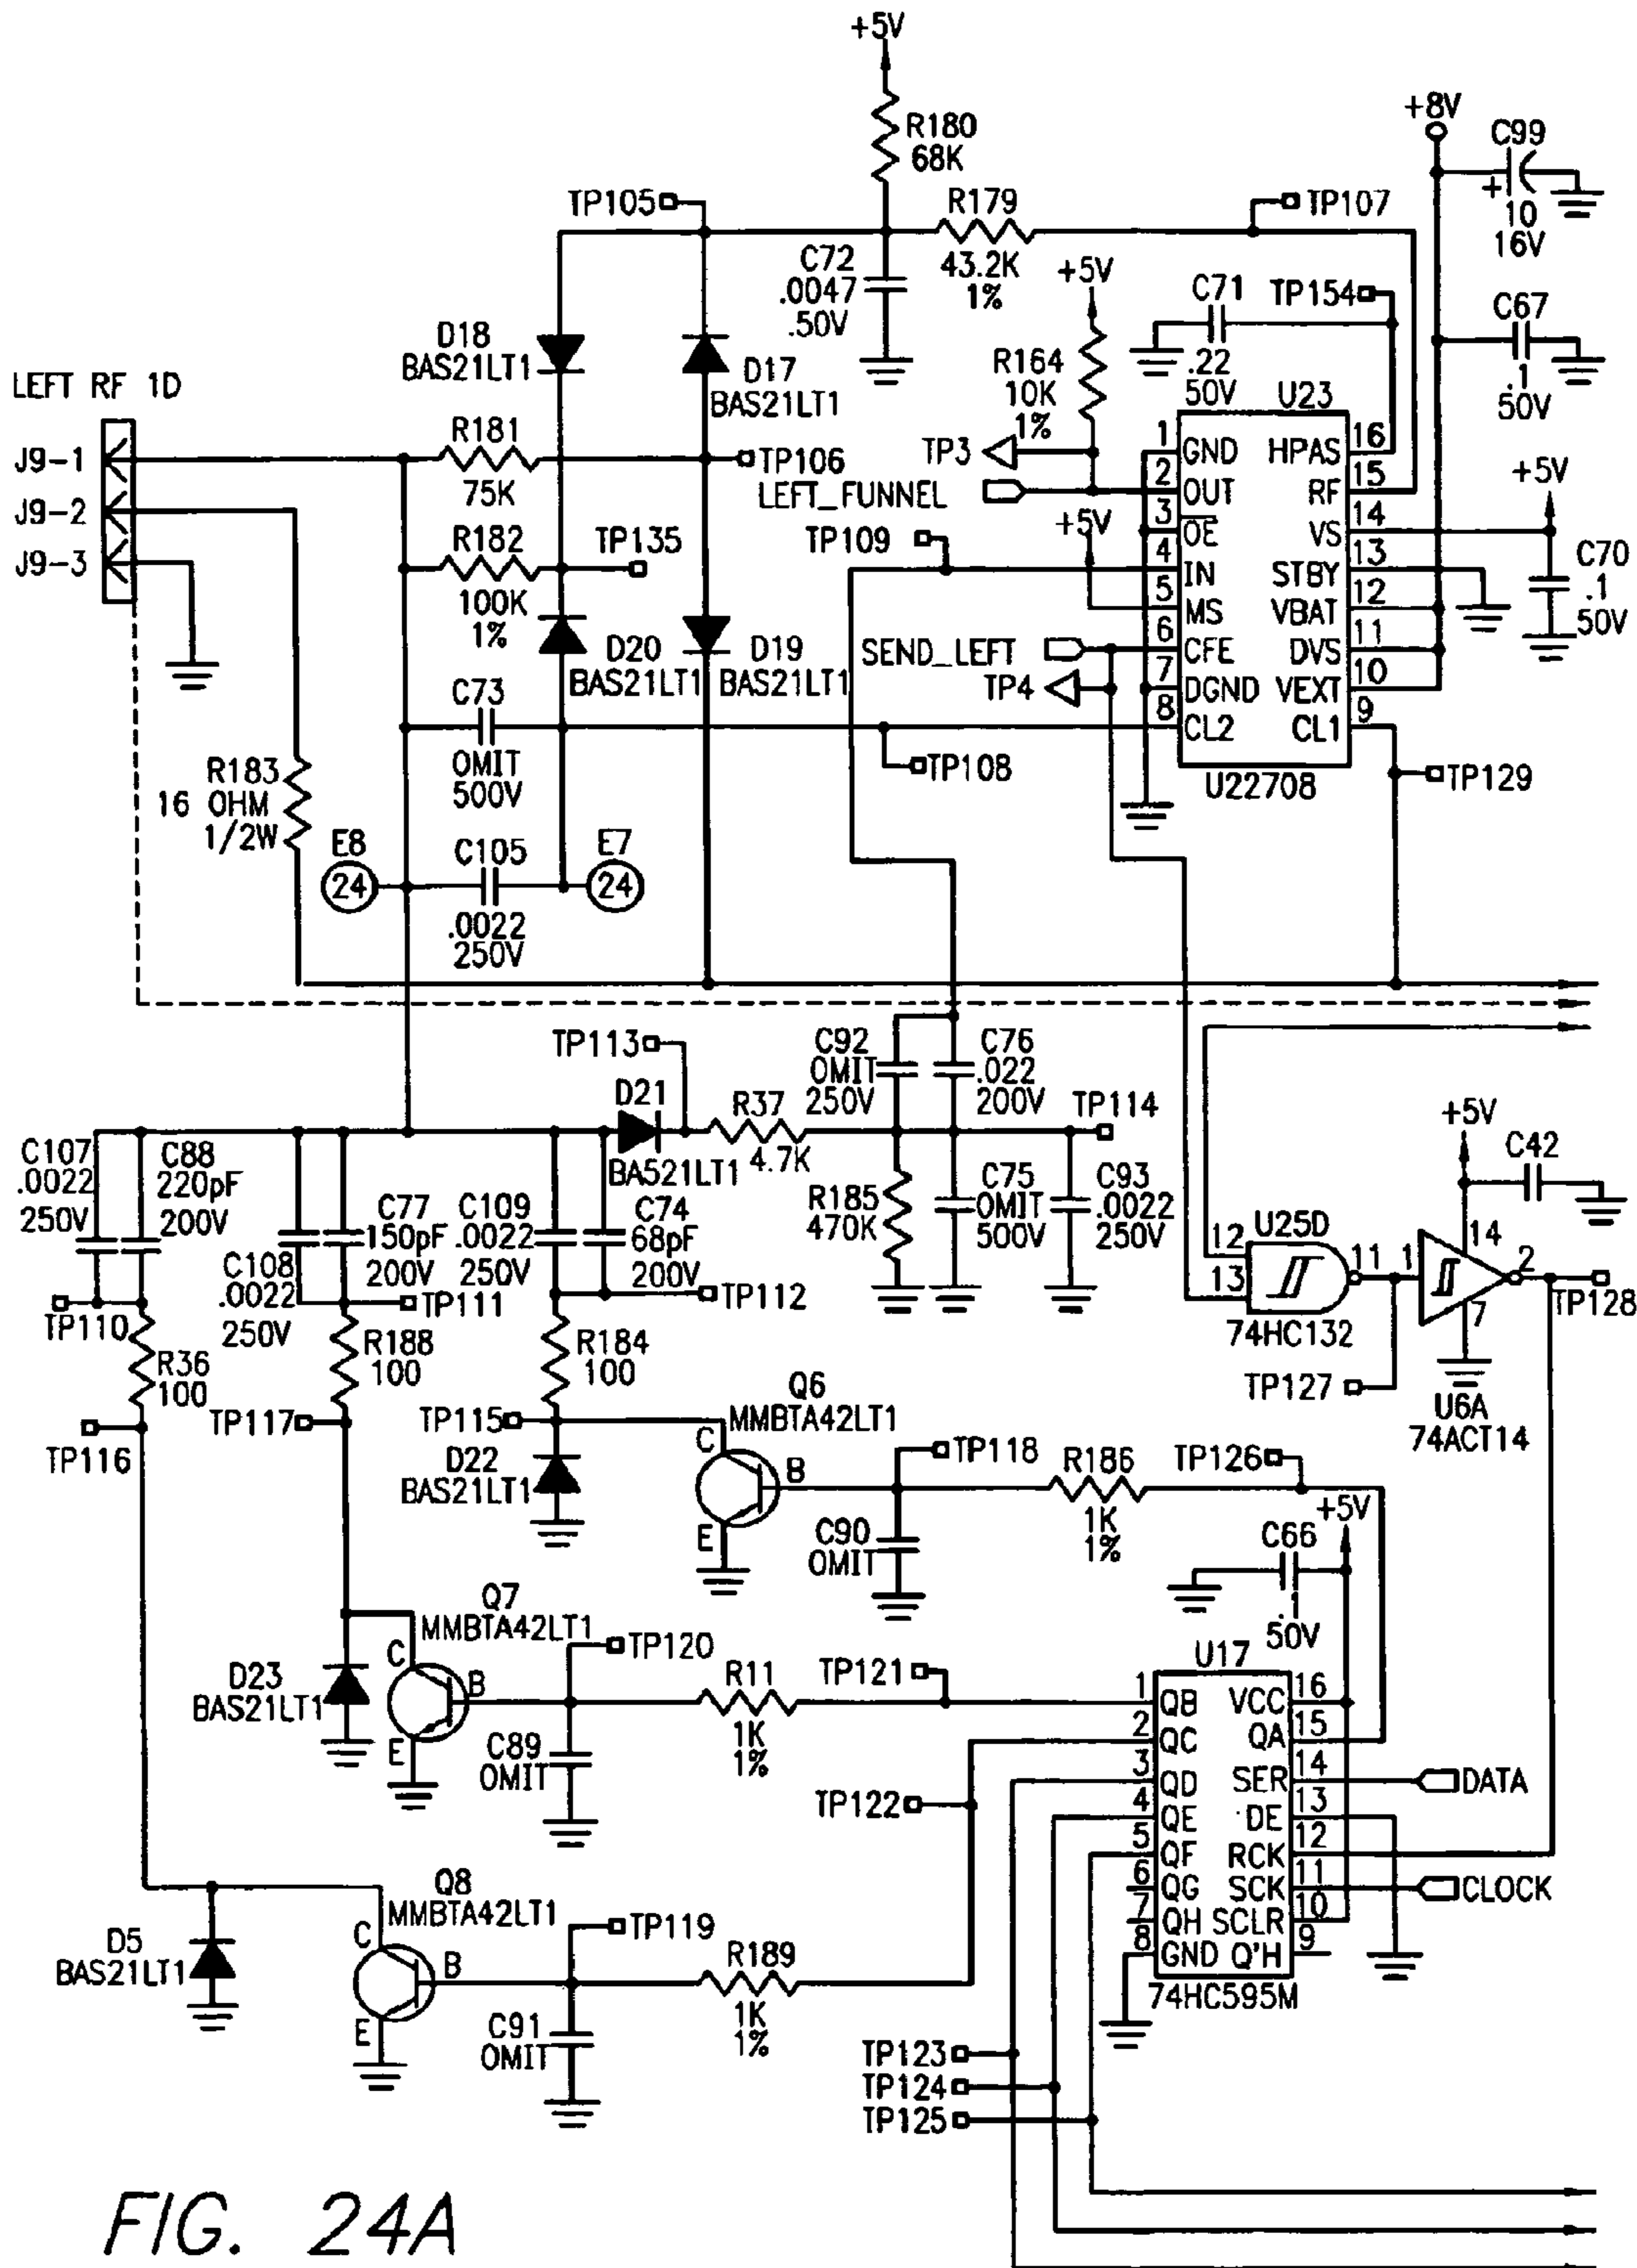 +5V
R180
68K
+8V
C99
+
10
16V
TP105
R179
43.2K
1%
TP107
C72
.0047
.50V
+5V
C71
.22
50V
TP154
C67
.1
50V
D18
BAS21LT1
D17
BAS21LT1
R164
10K
1%
LEFT RF 1D
J9-1
J9-2
J9-3
R181
75K
TP106
LEFT_FUNNEL
TP3
U23
1 GND HPAS 16
2 OUT RF 15
3 OE VS 14
4 IN STBY 13
5 MS VBAT 12
6 CFE DVS 11
7 DGND VEXT 10
8 CL2 CL1 9
U22708
+5V
C70
.1
50V
R182
100K
1%
TP135
TP109
+5V
D20
BAS21LT1
D19
BAS21LT1
SEND_LEFT
TP4
C73
OMIT
500V
TP108
TP129
R183
16 OHM
1/2W
E8
24
C105
.0022
250V
E7
24
TP113
C92
OMIT
250V
C76
.022
200V
D21
BA521LT1
R37
4.7K
TP114
+5V
C42
C107
.0022
250V
C88
220pF
200V
C77
150pF
200V
C108
.0022
250V
C109
.0022
250V
C74
68pF
200V
R185
470K
C75
OMIT
500V
C93
.0022
250V
12
13
U25D
11
74HC132
1
14
2
7
TP128
U6A
74ACT14
TP127
TP110
TP111
TP112
R36
100
R188
100
R184
100
TP116
TP117
TP115
D22
BAS21LT1
Q6
MMBTA42LT1
C
B
E
TP118
R186
1K
1%
TP126
C90
OMIT
+5V
C66
.1
50V
Q7
MMBTA42LT1
C
B
E
TP120
D23
BAS21LT1
R11
1K
1%
TP121
C89
OMIT
U17
1 QB VCC 16
2 QC QA 15
3 QD SER 14
4 QE DE 13
5 QF RCK 12
6 QG SCK 11
7 QH SCLR 10
8 GND Q'H 9
74HC595M
DATA
CLOCK
TP122
Q8
MMBTA42LT1
C
B
E
TP119
D5
BAS21LT1
R189
1K
1%
C91
OMIT
TP123
TP124
TP125
FIG. 24A